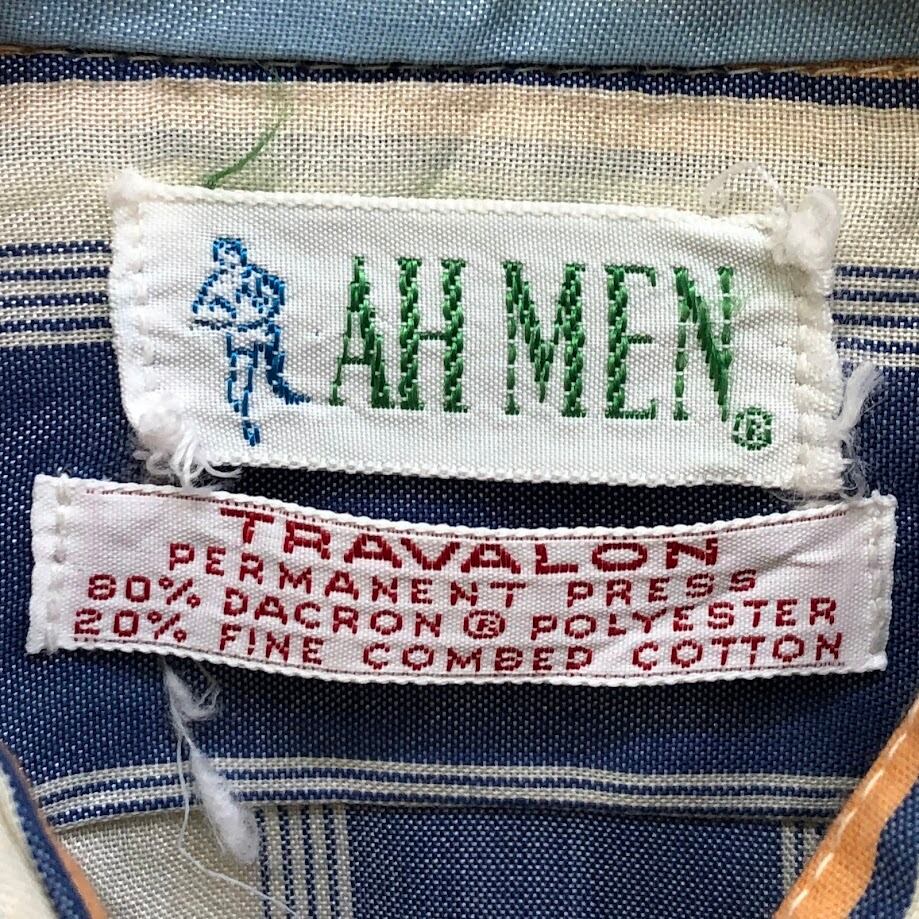 AH MEN®
TRAVALON
PERMANENT PRESS
80% DACRON® POLYESTER
20% FINE COMBED COTTON